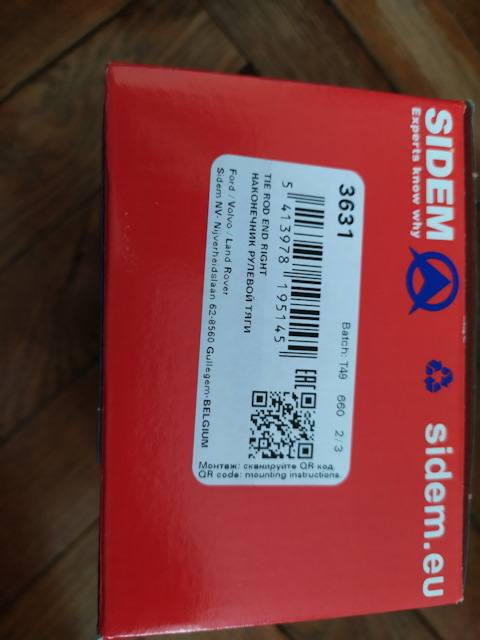 SIDEM
Experts know why
sidem.eu
3631
Batch: T49 660 2/3
5 413978 195145
EAC
TIE ROD END RIGHT
НАКОНЕЧНИК РУЛЕВОЙ ТЯГИ
Ford / Volvo / Land Rover
Sidem NV- Nijverheidslaan 62-8560 Gullegem-BELGIUM
Монтаж: сканируйте QR-код.
QR code: mounting instructions.